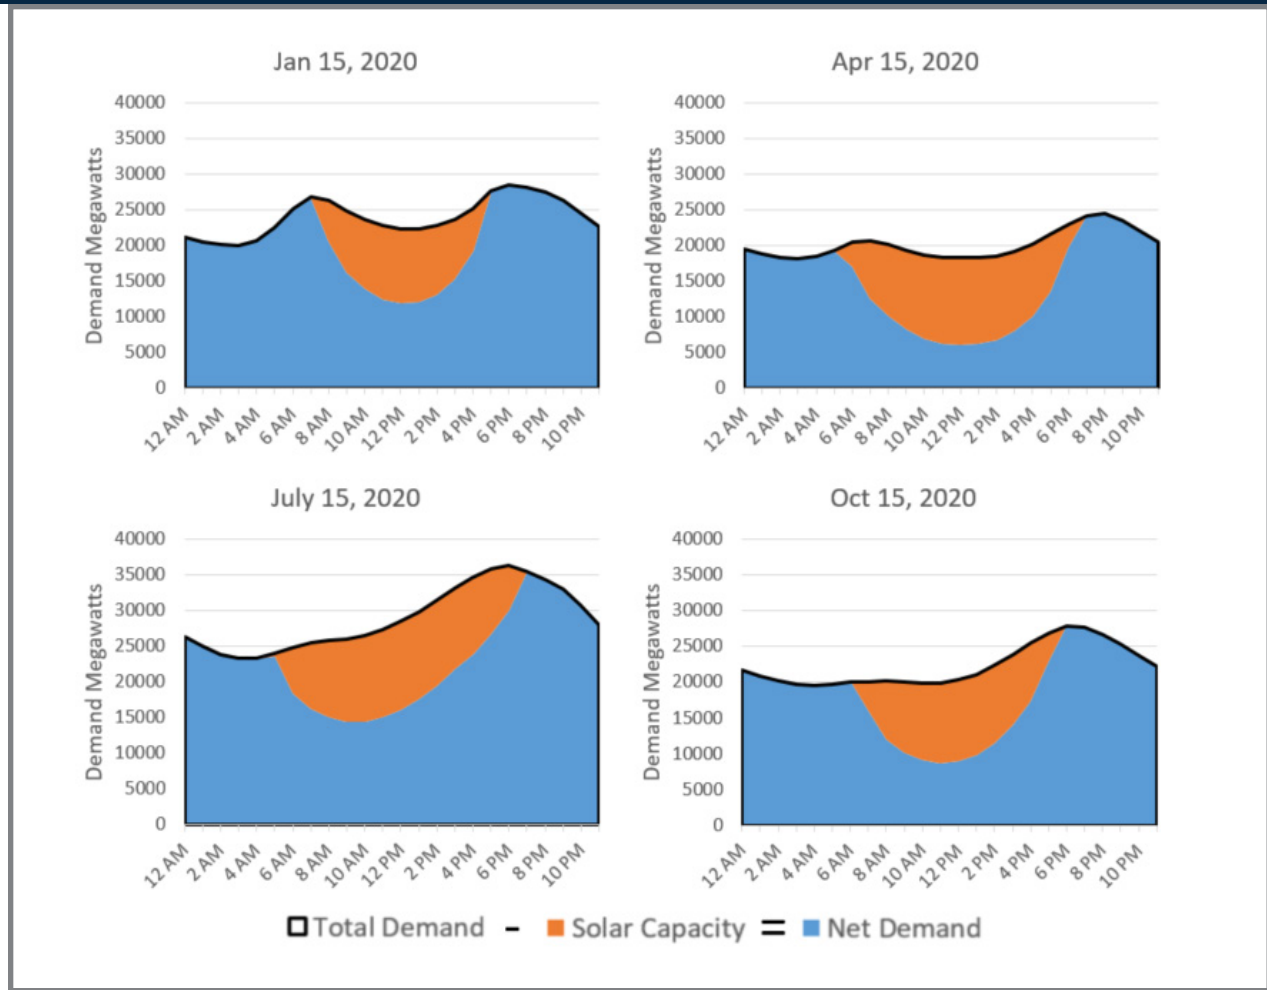 Jan 15, 2020
Demand Megawatts
40000
35000
30000
25000
20000
15000
10000
5000
0
12 AM 2 AM 4 AM 6 AM 8 AM 10 AM 12 PM 2 PM 4 PM 6 PM 8 PM 10 PM
Apr 15, 2020
Demand Megawatts
40000
35000
30000
25000
20000
15000
10000
5000
0
12 AM 2 AM 4 AM 6 AM 8 AM 10 AM 12 PM 2 PM 4 PM 6 PM 8 PM 10 PM
July 15, 2020
Demand Megawatts
40000
35000
30000
25000
20000
15000
10000
5000
0
12 AM 2 AM 4 AM 6 AM 8 AM 10 AM 12 PM 2 PM 4 PM 6 PM 8 PM 10 PM
Oct 15, 2020
Demand Megawatts
40000
35000
30000
25000
20000
15000
10000
5000
0
12 AM 2 AM 4 AM 6 AM 8 AM 10 AM 12 PM 2 PM 4 PM 6 PM 8 PM 10 PM
Total Demand - Solar Capacity = Net Demand